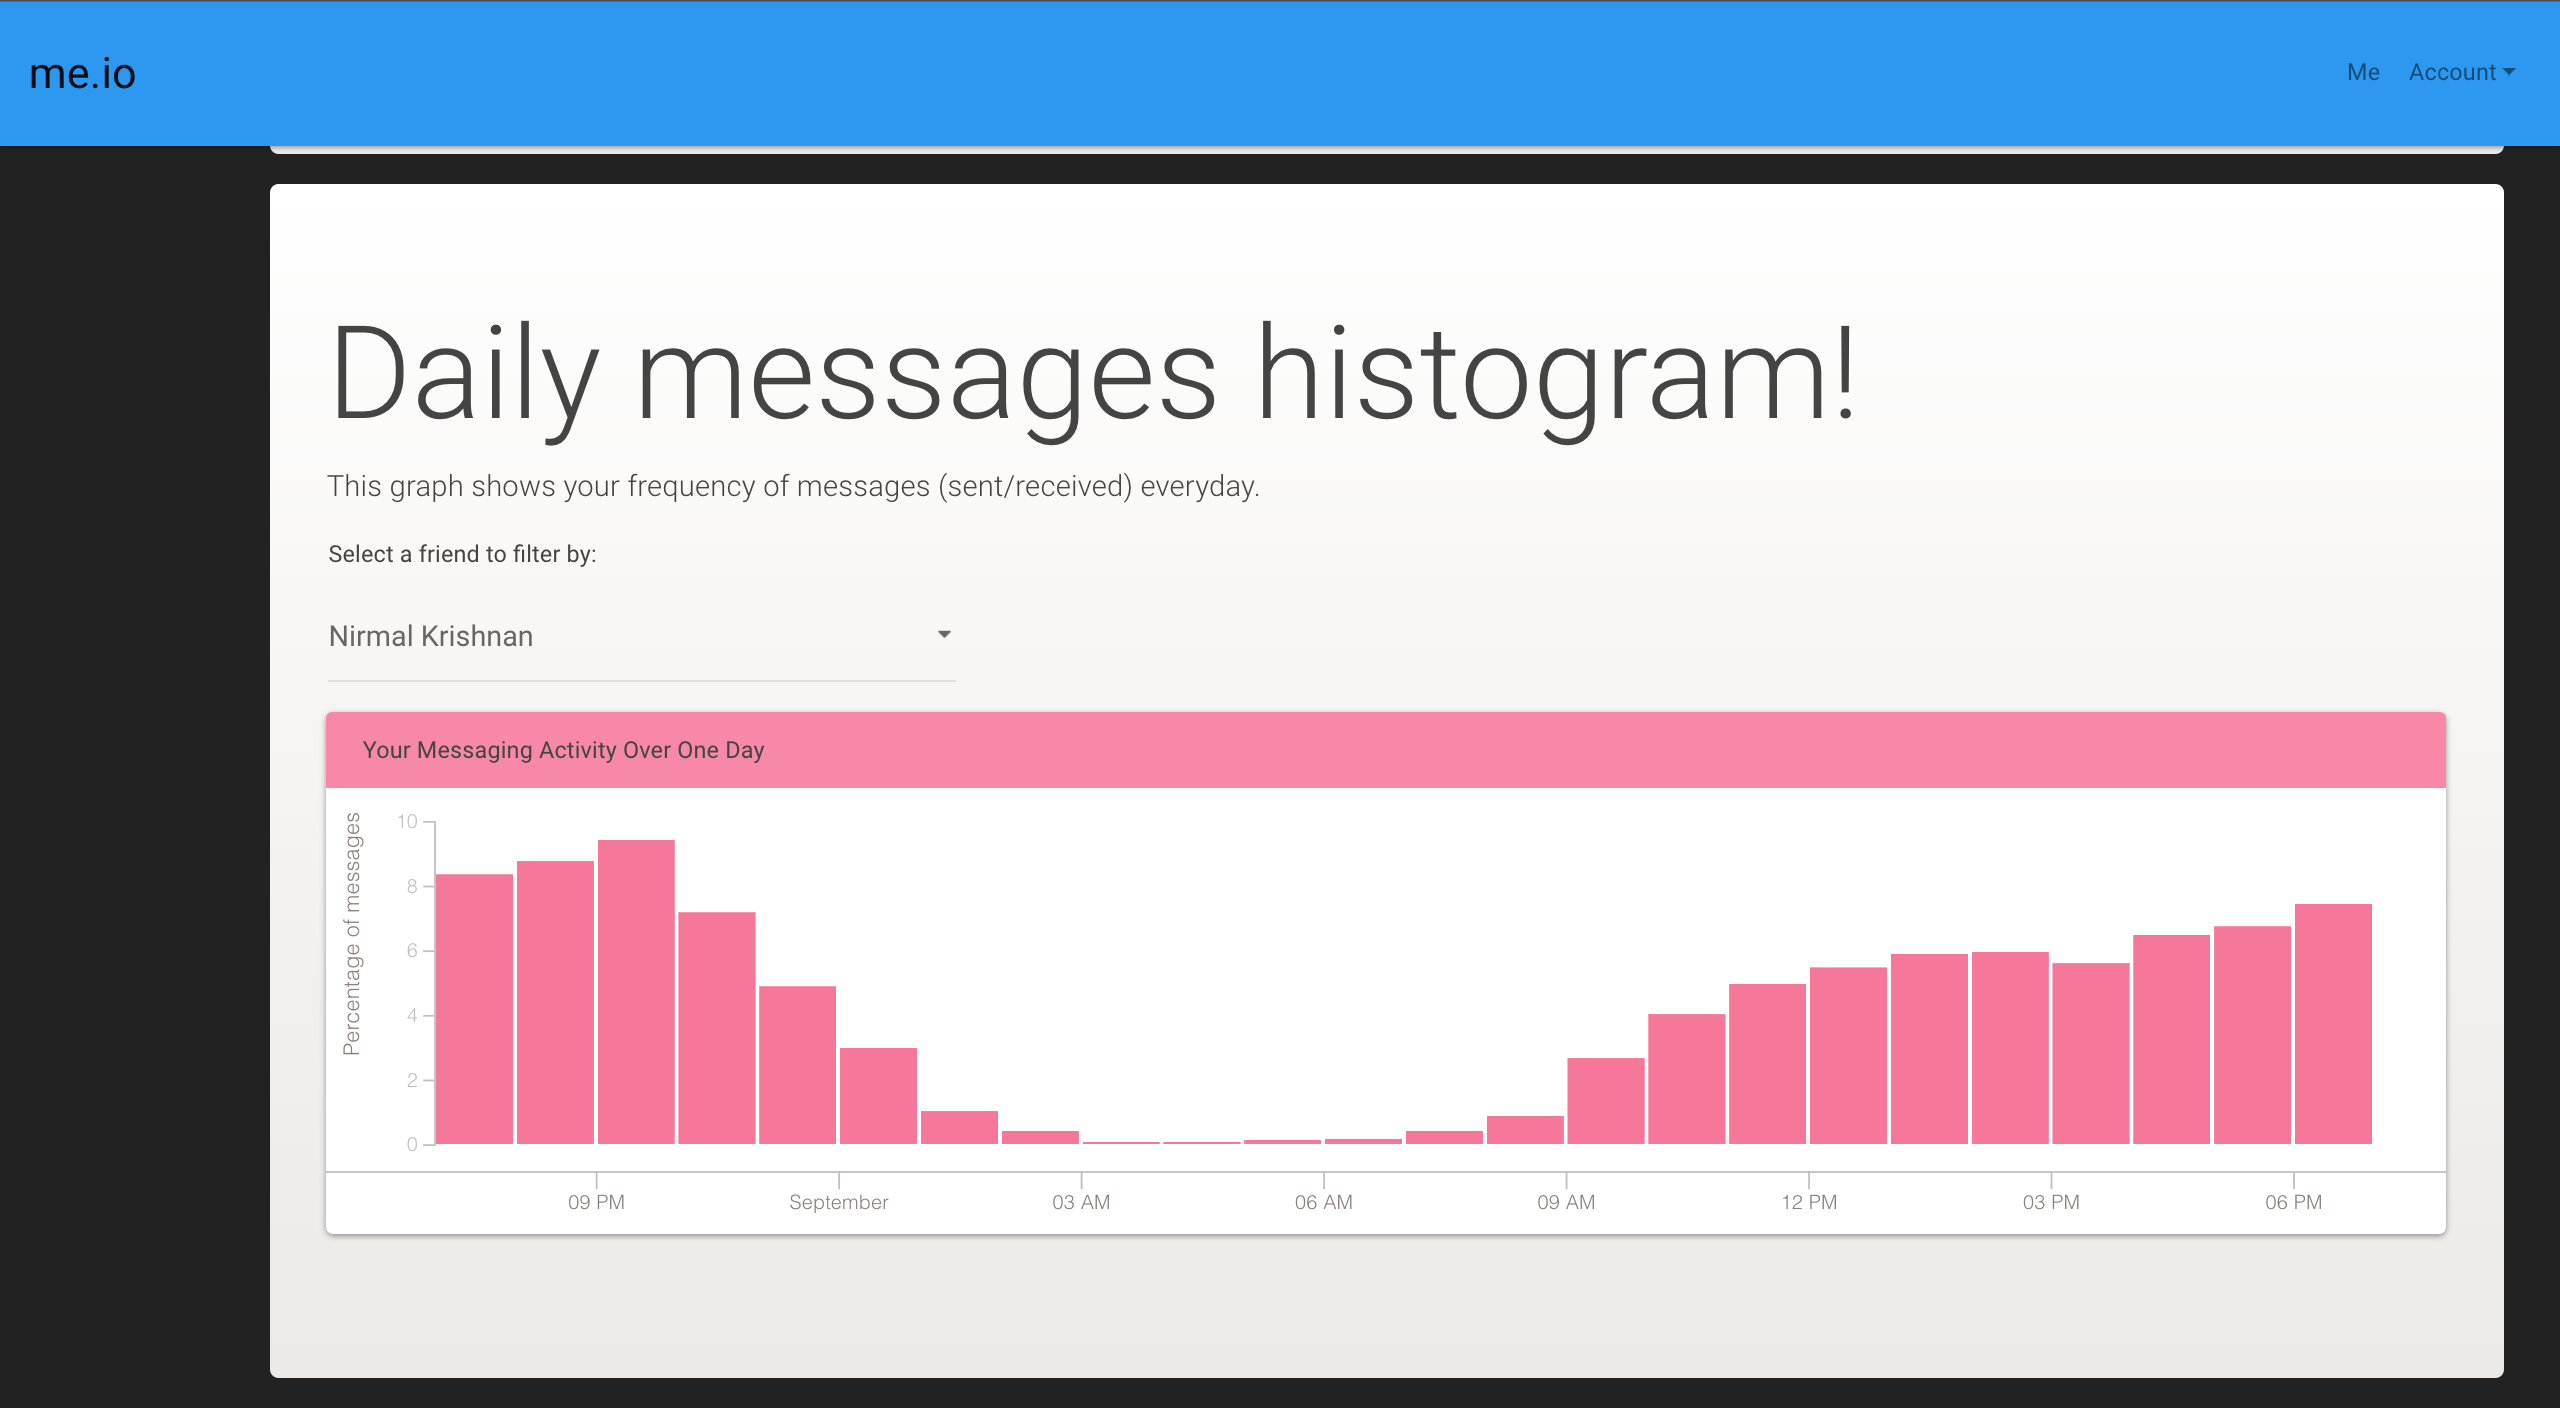 me.io
Me Account
Daily messages histogram!
This graph shows your frequency of messages (sent/received) everyday.
Select a friend to filter by:
Nirmal Krishnan
Your Messaging Activity Over One Day
Percentage of messages
10
8
6
4
2
0
09 PM September 03 AM 06 AM 09 AM 12 PM 03 PM 06 PM